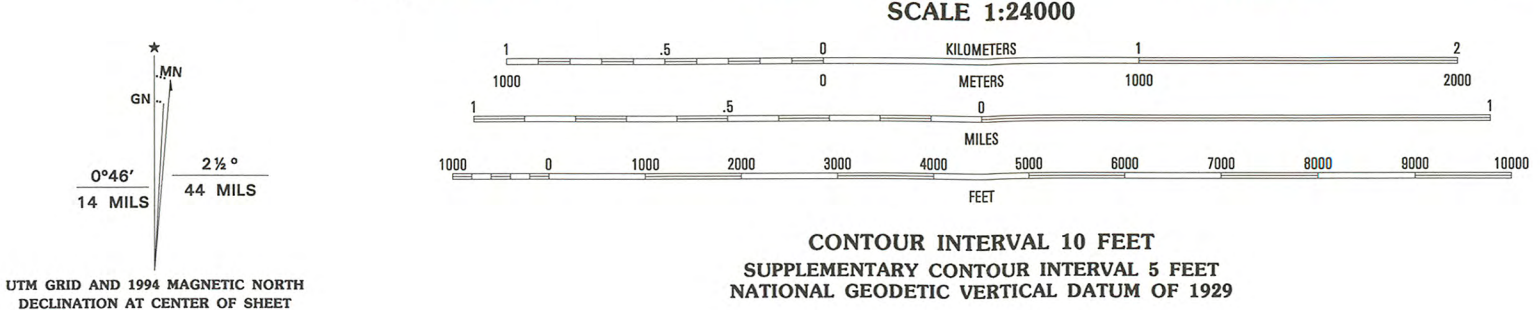 SCALE 1:24000
1 .5 0 KILOMETERS 1 2
1000 0 METERS 1000 2000
1 .5 0 1
MILES
1000 0 1000 2000 3000 4000 5000 6000 7000 8000 9000 10000
FEET
CONTOUR INTERVAL 10 FEET
SUPPLEMENTARY CONTOUR INTERVAL 5 FEET
NATIONAL GEODETIC VERTICAL DATUM OF 1929
MN
GN
0°46′
14 MILS
2½°
44 MILS
UTM GRID AND 1994 MAGNETIC NORTH
DECLINATION AT CENTER OF SHEET